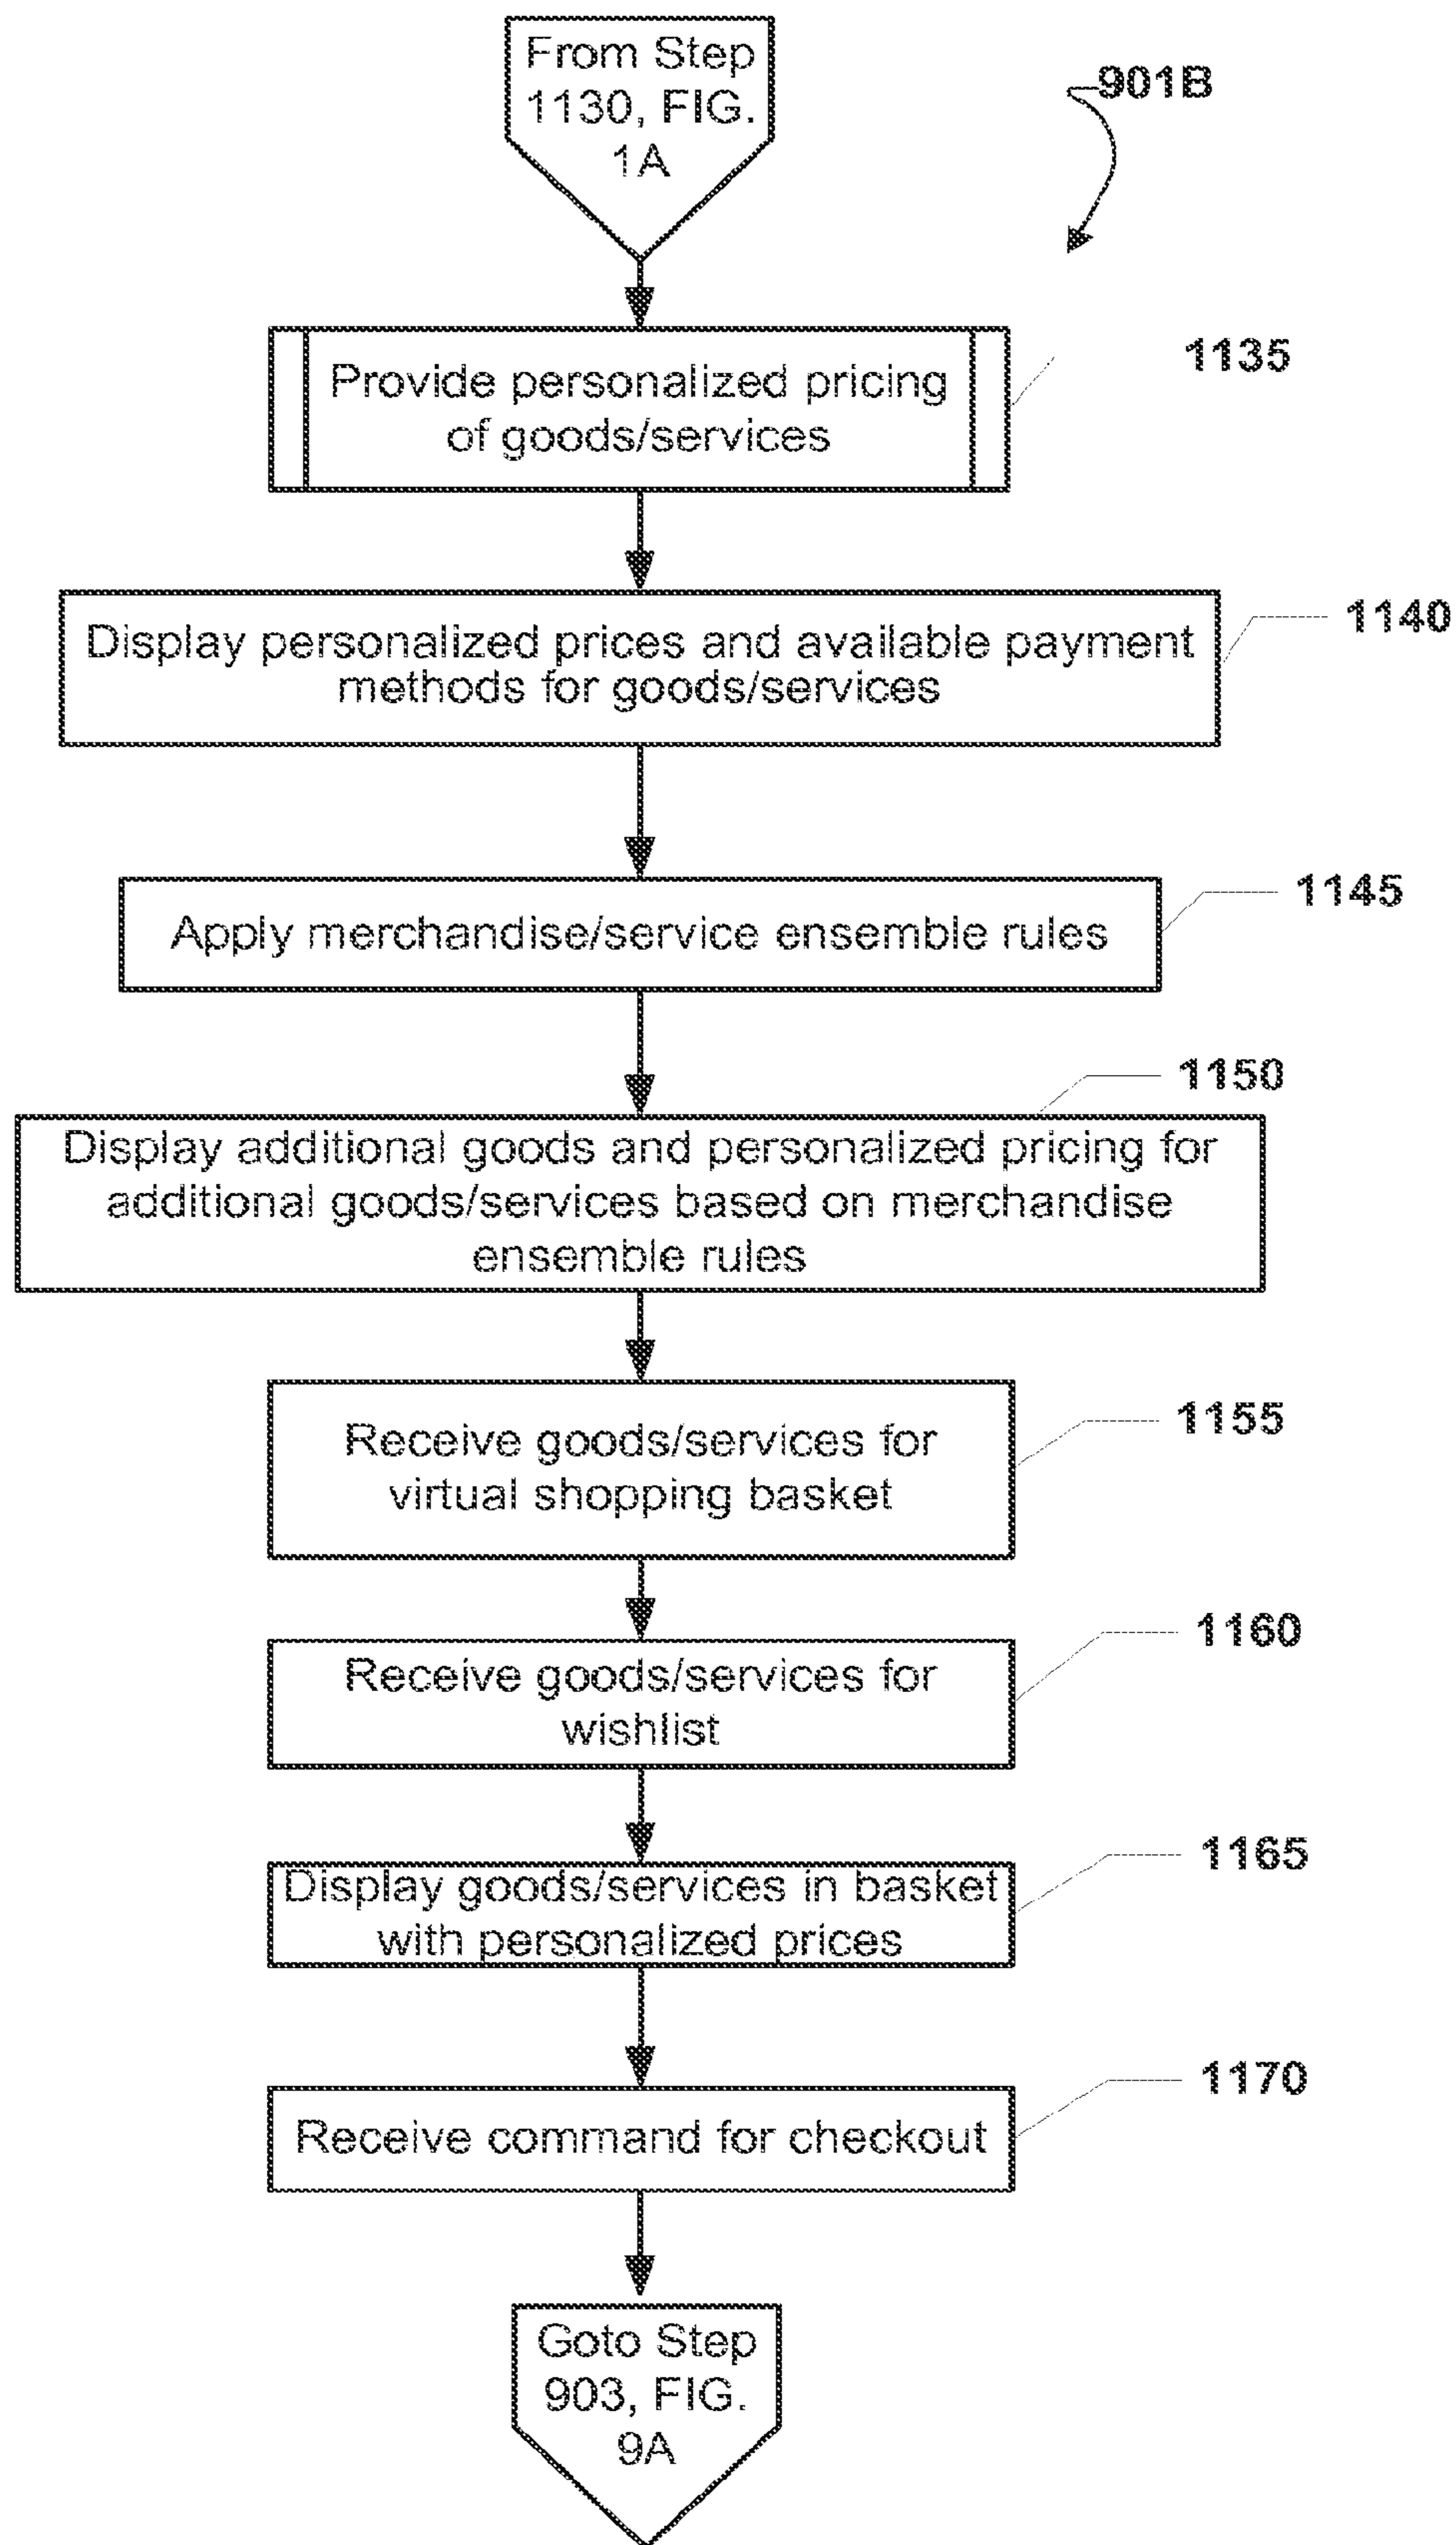 From Step
1130, FIG.
1A
901B
Provide personalized pricing
of goods/services
1135
Display personalized prices and available payment
methods for goods/services
1140
Apply merchandise/service ensemble rules
1145
1150
Display additional goods and personalized pricing for
additional goods/services based on merchandise
ensemble rules
Receive goods/services for
virtual shopping basket
1155
Receive goods/services for
wishlist
1160
Display goods/services in basket
with personalized prices
1165
Receive command for checkout
1170
Goto Step
903, FIG.
9A